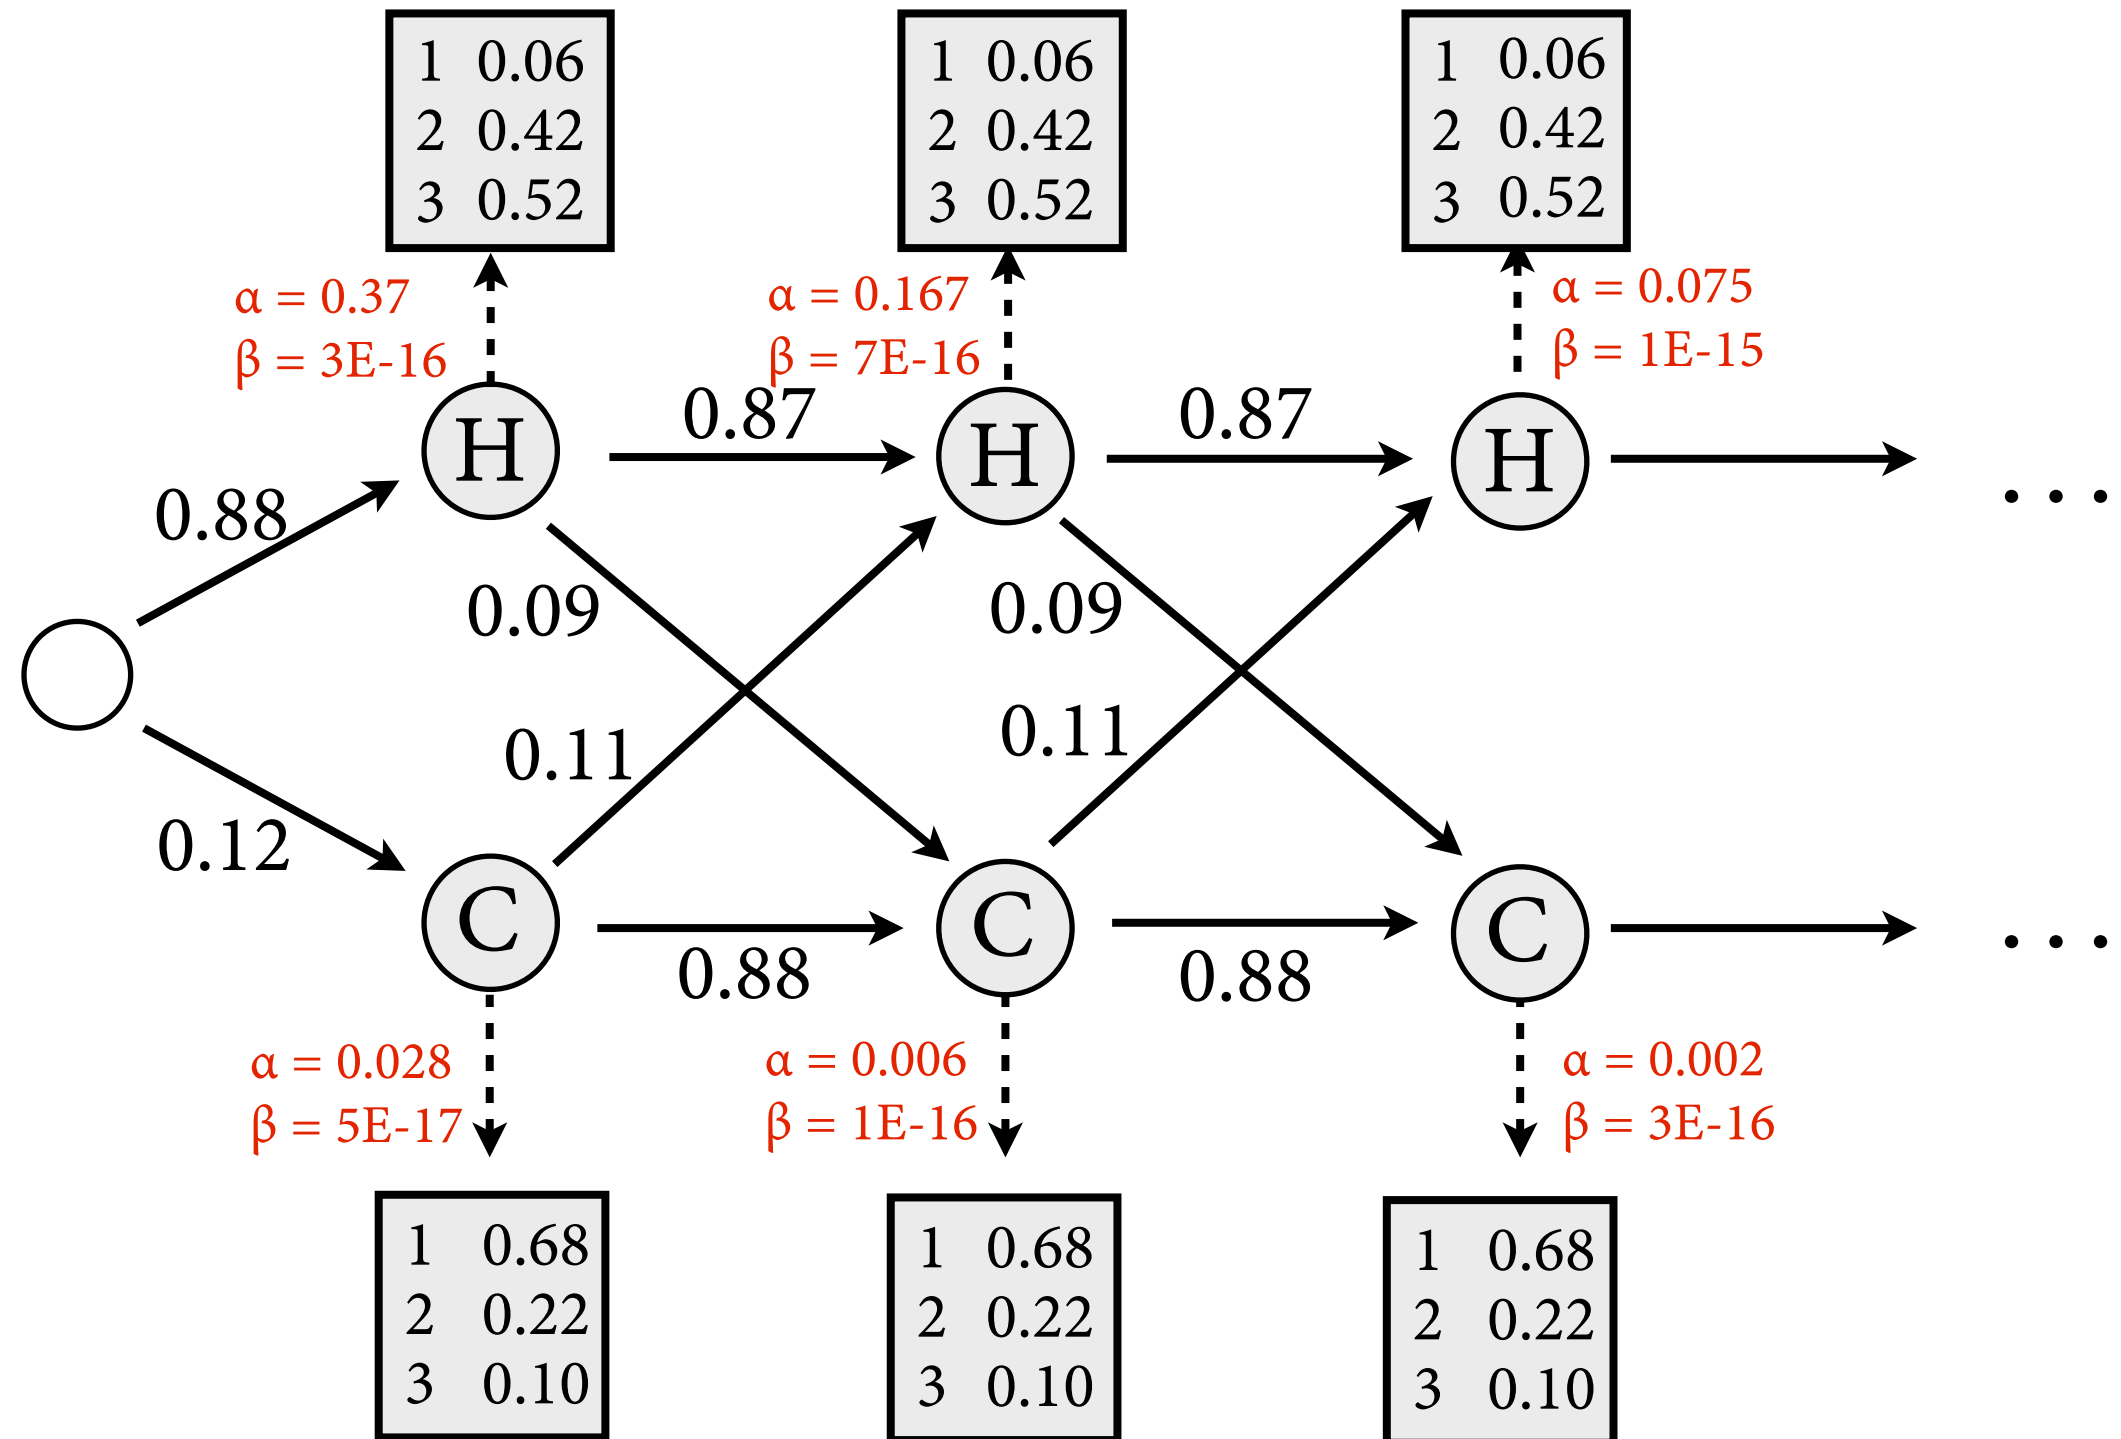 1 0.06
2 0.42
3 0.52
1 0.06
2 0.42
3 0.52
1 0.06
2 0.42
3 0.52
α = 0.37
β = 3E-16
α = 0.167
β = 7E-16
α = 0.075
β = 1E-15
0.88
H
0.87
H
0.87
H
...
0.09
0.11
0.09
0.11
0.12
C
0.88
C
0.88
C
...
α = 0.028
β = 5E-17
α = 0.006
β = 1E-16
α = 0.002
β = 3E-16
1 0.68
2 0.22
3 0.10
1 0.68
2 0.22
3 0.10
1 0.68
2 0.22
3 0.10